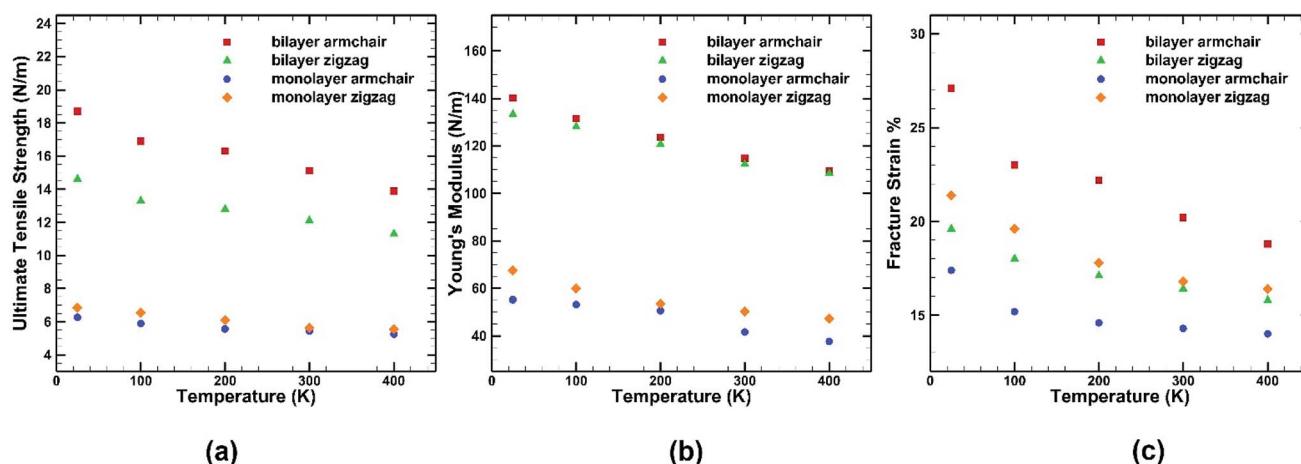 Ultimate Tensile Strength (N/m)
24
22
20
18
16
14
12
10
8
6
4
bilayer armchair
bilayer zigzag
monolayer armchair
monolayer zigzag
0 100 200 300 400
Temperature (K)
(a)
Young's Modulus (N/m)
160
140
120
100
80
60
40
bilayer armchair
bilayer zigzag
monolayer armchair
monolayer zigzag
0 100 200 300 400
Temperature (K)
(b)
Fracture Strain %
30
25
20
15
bilayer armchair
bilayer zigzag
monolayer armchair
monolayer zigzag
0 100 200 300 400
Temperature (K)
(c)